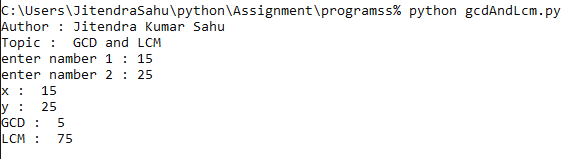 C:\Users\JitendraSahu\python\Assignment\programss% python gcdAndLcm.py
Author : Jitendra Kumar Sahu
Topic :  GCD and LCM
enter namber 1 : 15
enter namber 2 : 25
x :  15
y :  25
GCD :  5
LCM :  75